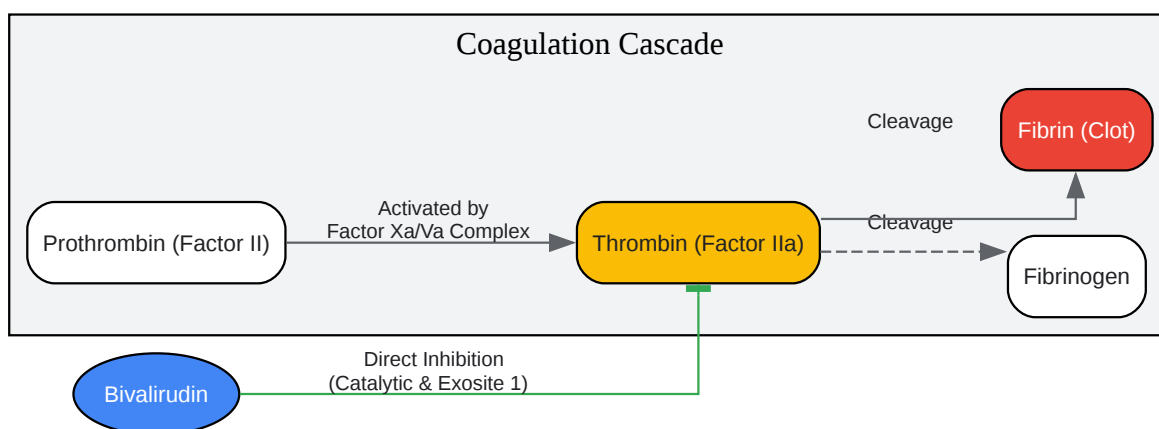 Coagulation Cascade
Cleavage
Fibrin (Clot)
Prothrombin (Factor II)
Activated by
Factor Xa/Va Complex
Thrombin (Factor IIa)
Cleavage
Fibrinogen
Bivalirudin
Direct Inhibition
(Catalytic & Exosite 1)